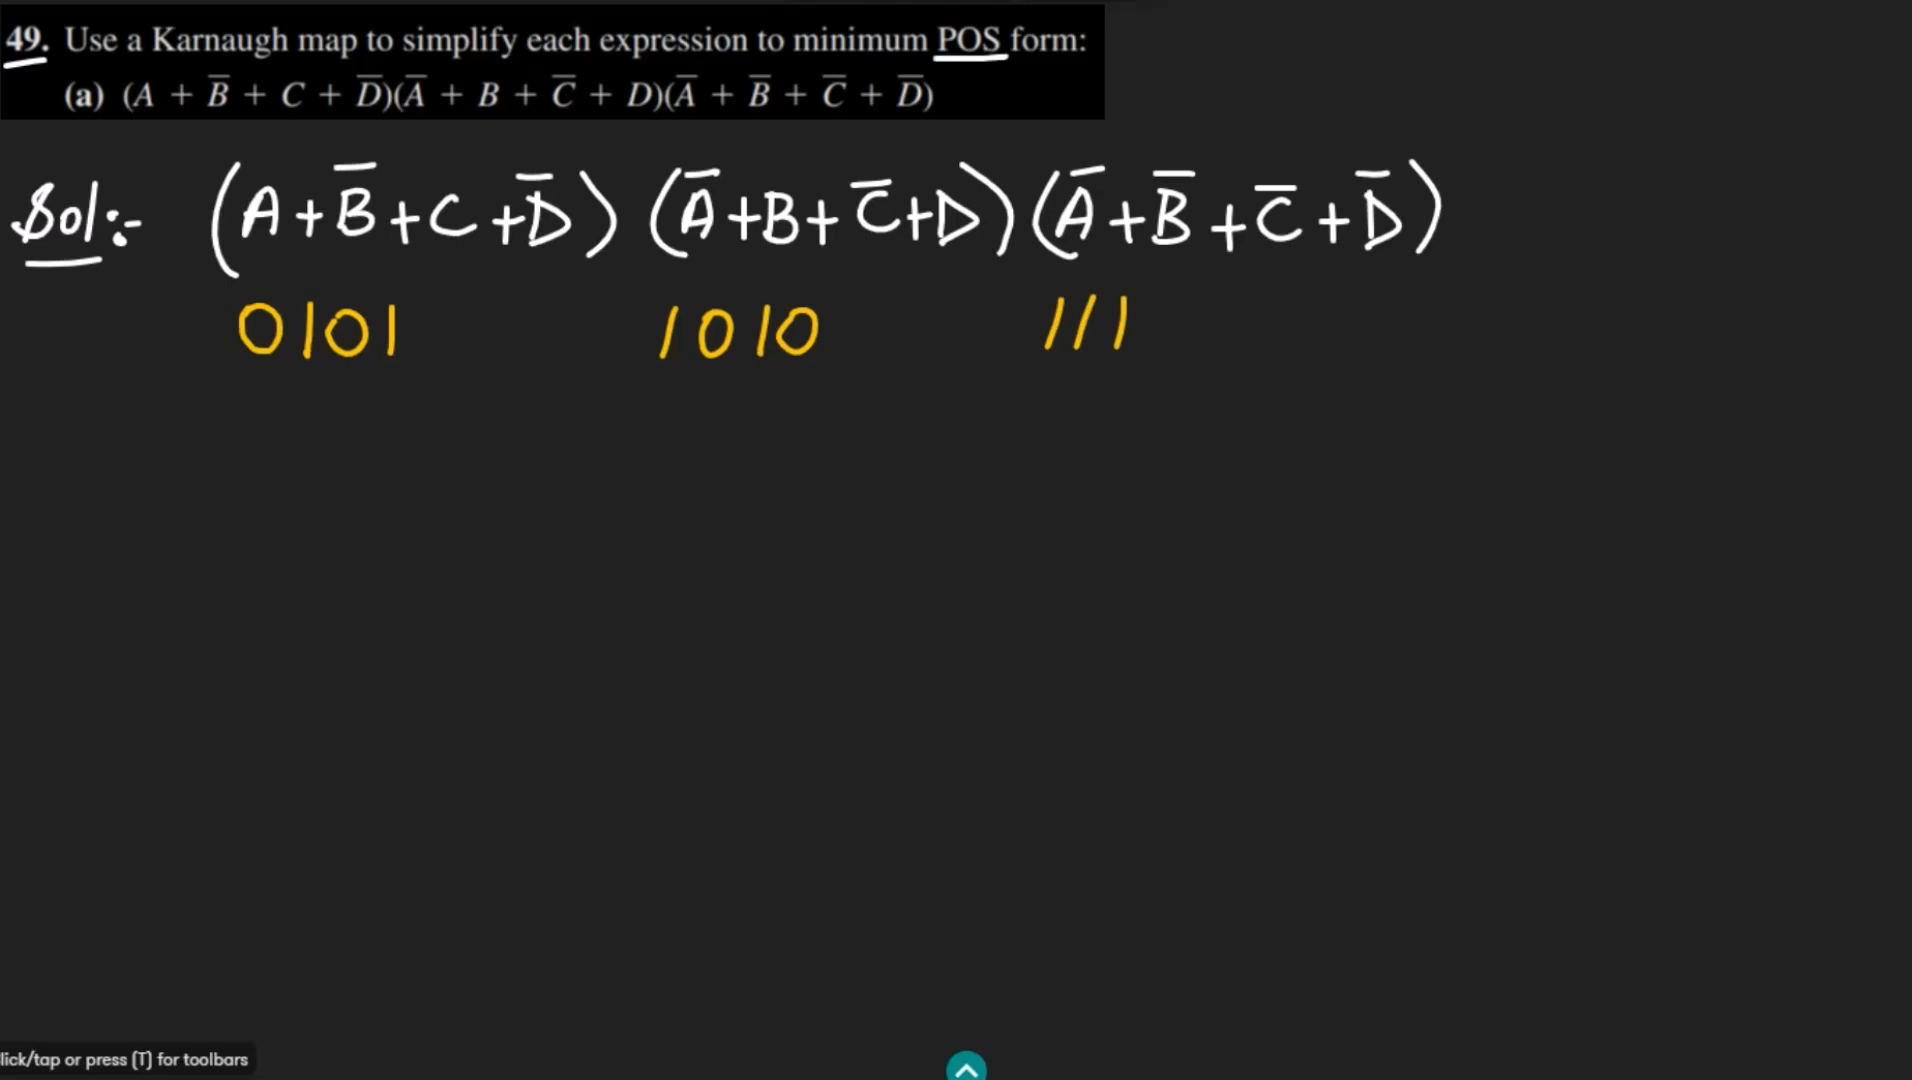 49. Use a Karnaugh map to simplify each expression to minimum POS form:
(a) (A + B̅ + C + D̅)(A̅ + B + C̅ + D)(A̅ + B̅ + C̅ + D̅)
Sol:- (A+B̅+C+D̅) (A̅+B+C̅+D)(A̅+B̅+C̅+D̅)
0101 1010 111
lick/tap or press (T) for toolbars